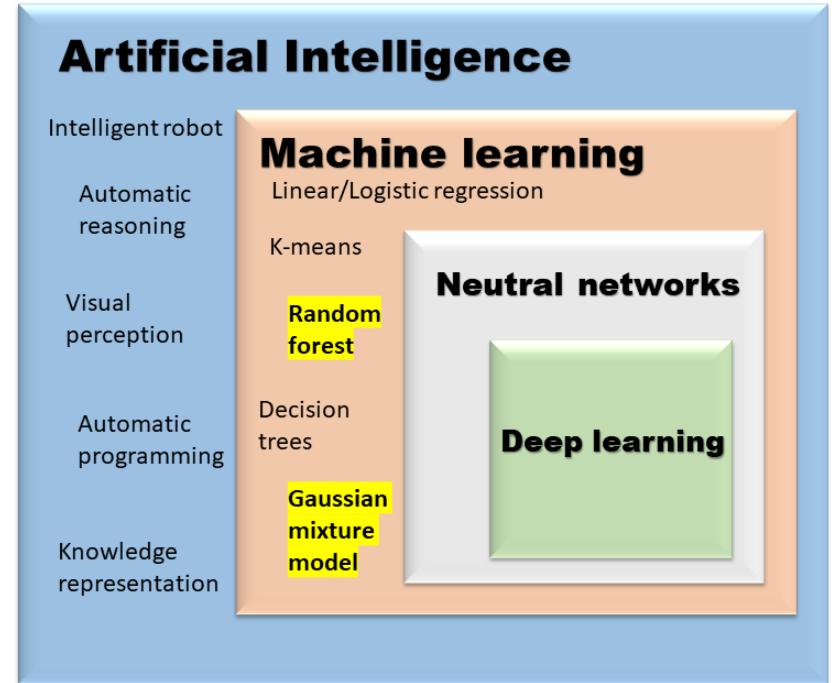 Artificial Intelligence
Intelligent robot
Automatic
reasoning
Visual
perception
Automatic
programming
Knowledge
representation
Machine learning
Linear/Logistic regression
K-means
Random
forest
Decision
trees
Gaussian
mixture
model
Neutral networks
Deep learning